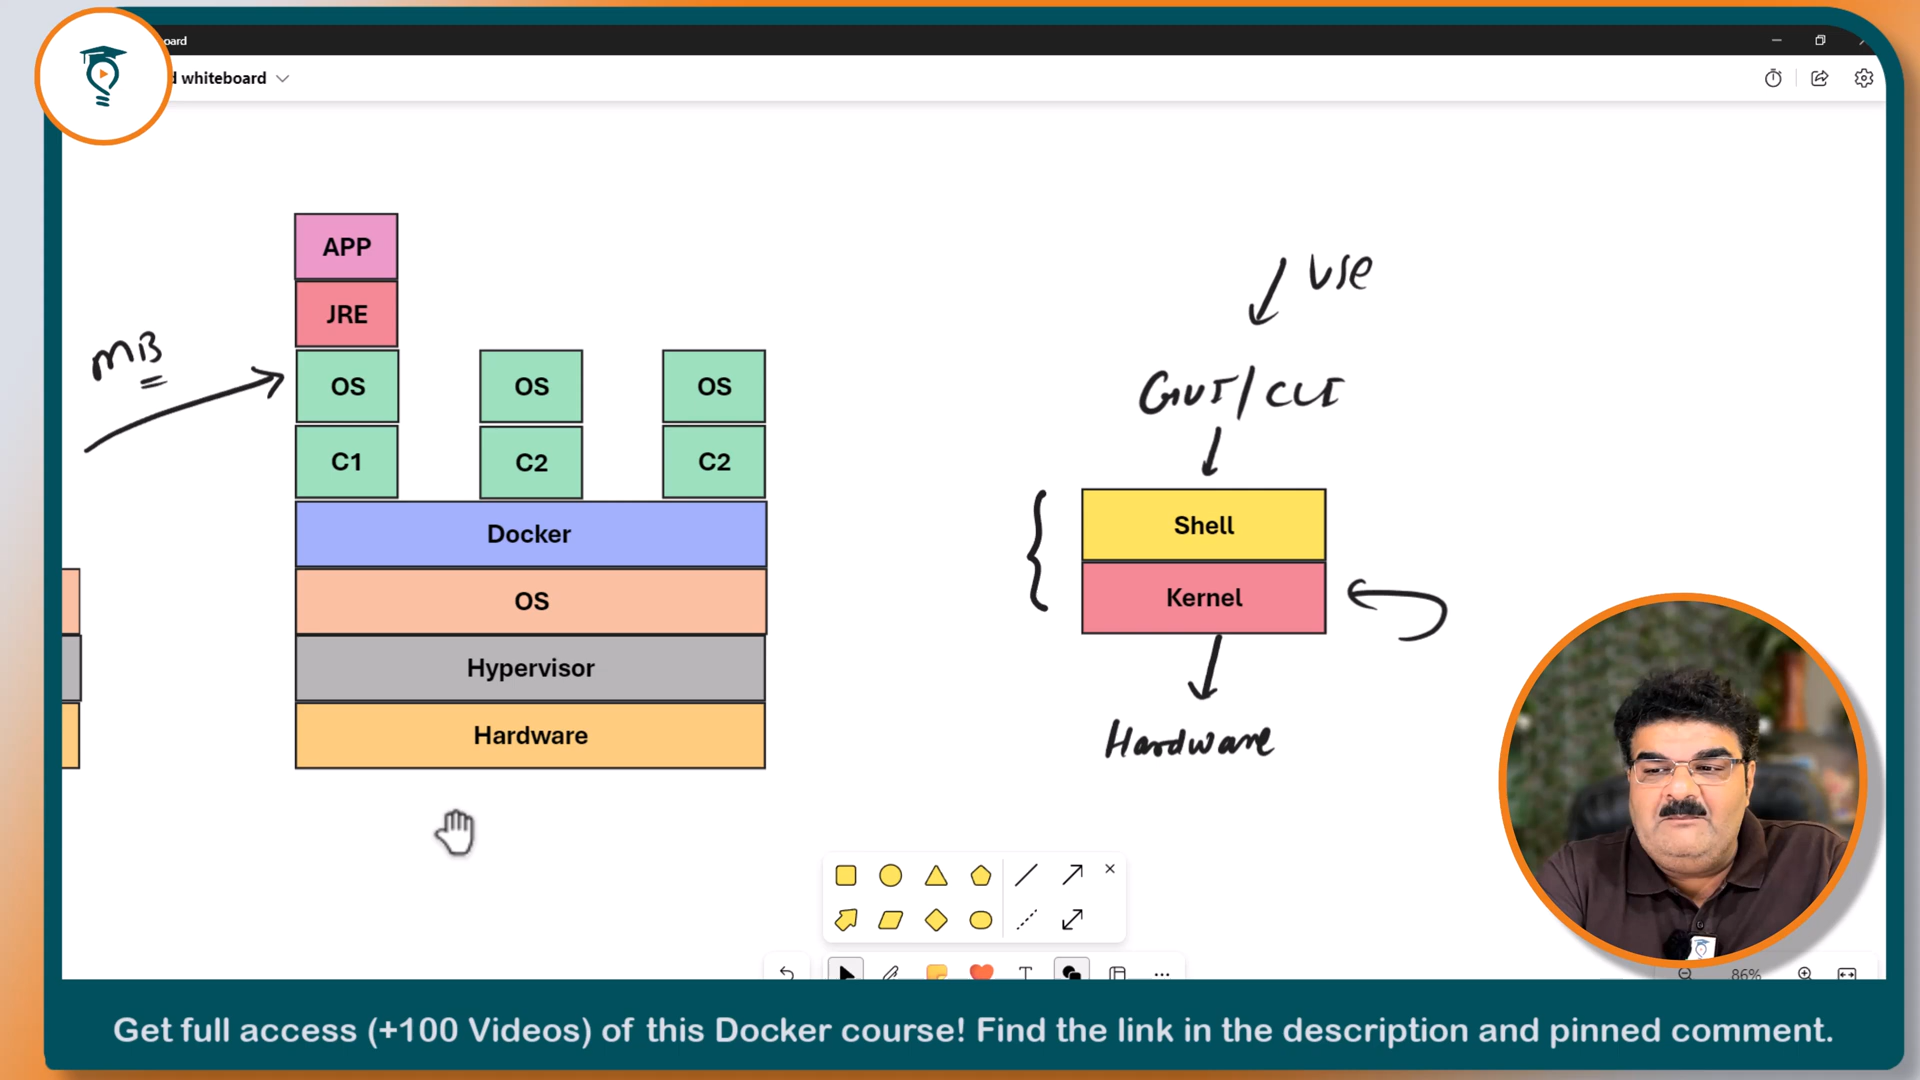 oard
d whiteboard
APP
JRE
MB
OS OS OS
C1 C2 C2
Docker
OS
Hypervisor
Hardware
USE
GUI/CLI
Shell
Kernel
Hardware
T
86%
Get full access (+100 Videos) of this Docker course! Find the link in the description and pinned comment.